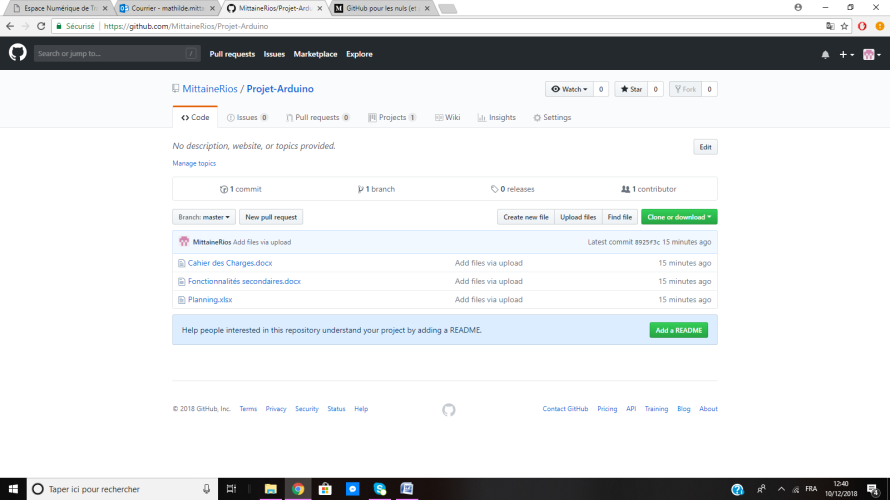 Espace Numérique de Tr
Courrier - mathilde.mitta
MittaineRios/Projet-Ardu
GitHub pour les nuls (et
Sécurisé | https://github.com/MittaineRios/Projet-Arduino
Search or jump to... / Pull requests Issues Marketplace Explore
MittaineRios / Projet-Arduino Watch 0 Star 0 Fork 0
Code Issues 0 Pull requests 0 Projects 1 Wiki Insights Settings
No description, website, or topics provided. Edit
Manage topics
1 commit 1 branch 0 releases 1 contributor
Branch: master New pull request Create new file Upload files Find file Clone or download
MittaineRios Add files via upload Latest commit 8925f3c 15 minutes ago
Cahier des Charges.docx Add files via upload 15 minutes ago
Fonctionnalités secondaires.docx Add files via upload 15 minutes ago
Planning.xlsx Add files via upload 15 minutes ago
Help people interested in this repository understand your project by adding a README. Add a README
© 2018 GitHub, Inc. Terms Privacy Security Status Help Contact GitHub Pricing API Training Blog About
Taper ici pour rechercher FRA 12:40
10/12/2018 4